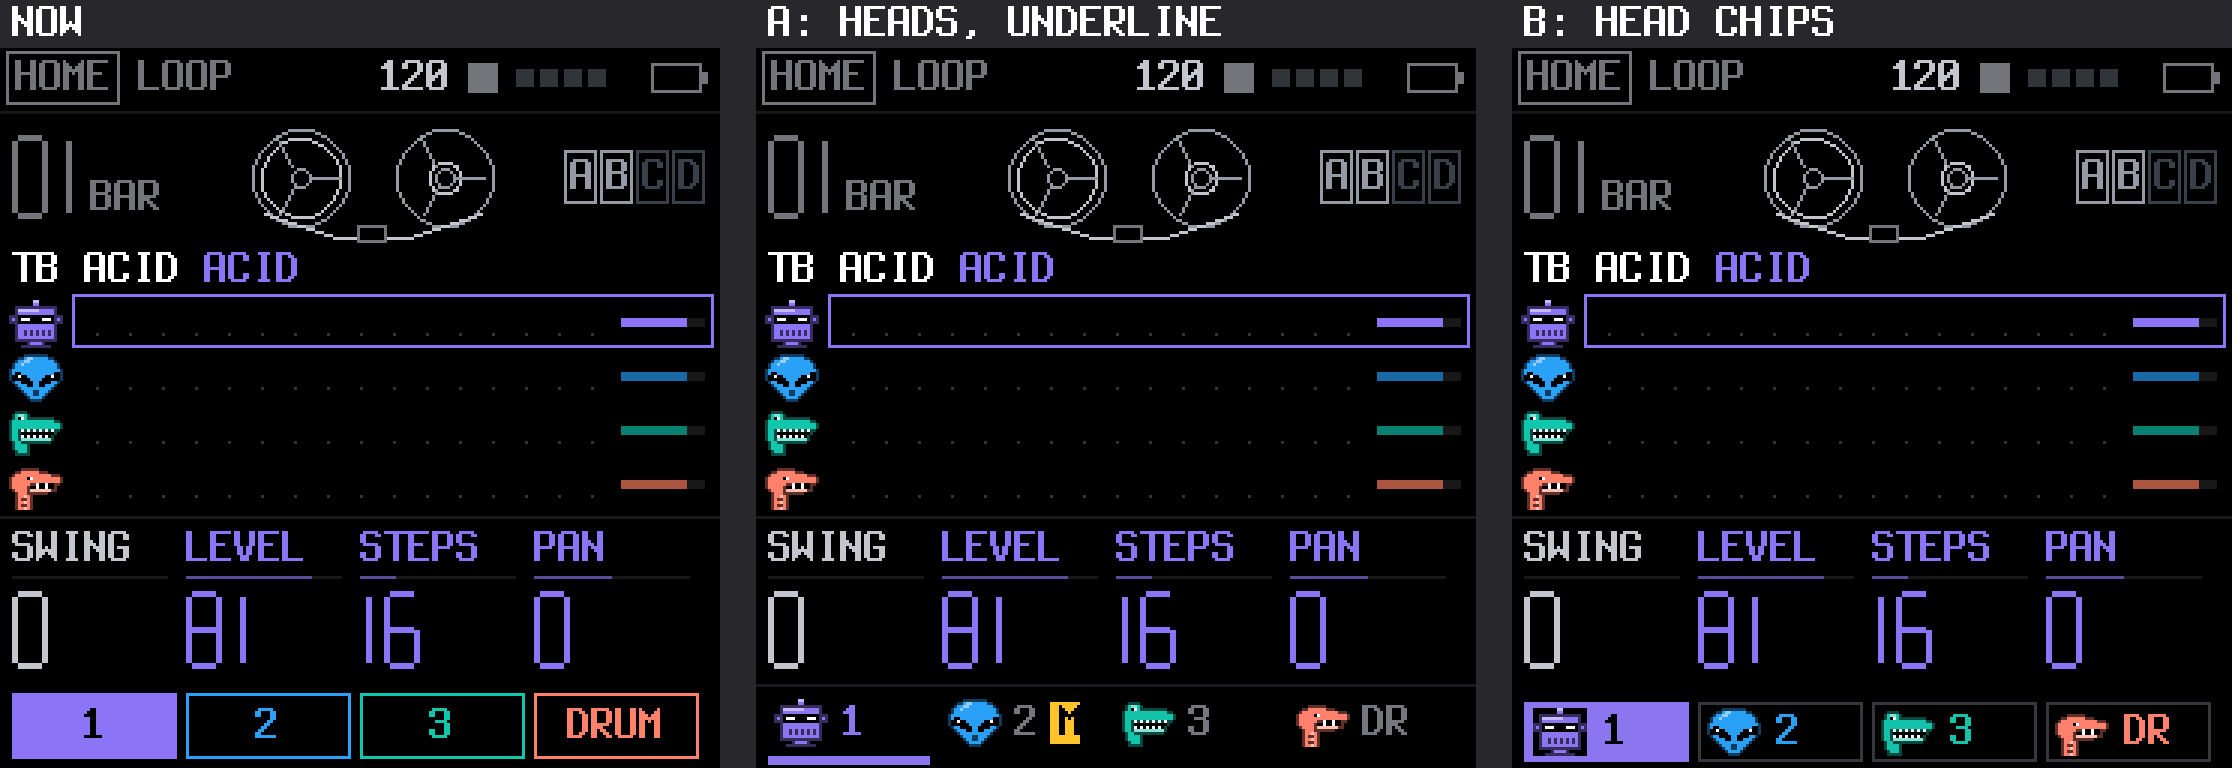 NOW
HOME LOOP 120
01 BAR A B C D
TB ACID ACID
SWING LEVEL STEPS PAN
0 81 16 0
1 2 3 DRUM
A: HEADS, UNDERLINE
HOME LOOP 120
01 BAR A B C D
TB ACID ACID
SWING LEVEL STEPS PAN
0 81 16 0
1 2 M 3 DR
B: HEAD CHIPS
HOME LOOP 120
01 BAR A B C D
TB ACID ACID
SWING LEVEL STEPS PAN
0 81 16 0
1 2 3 DR